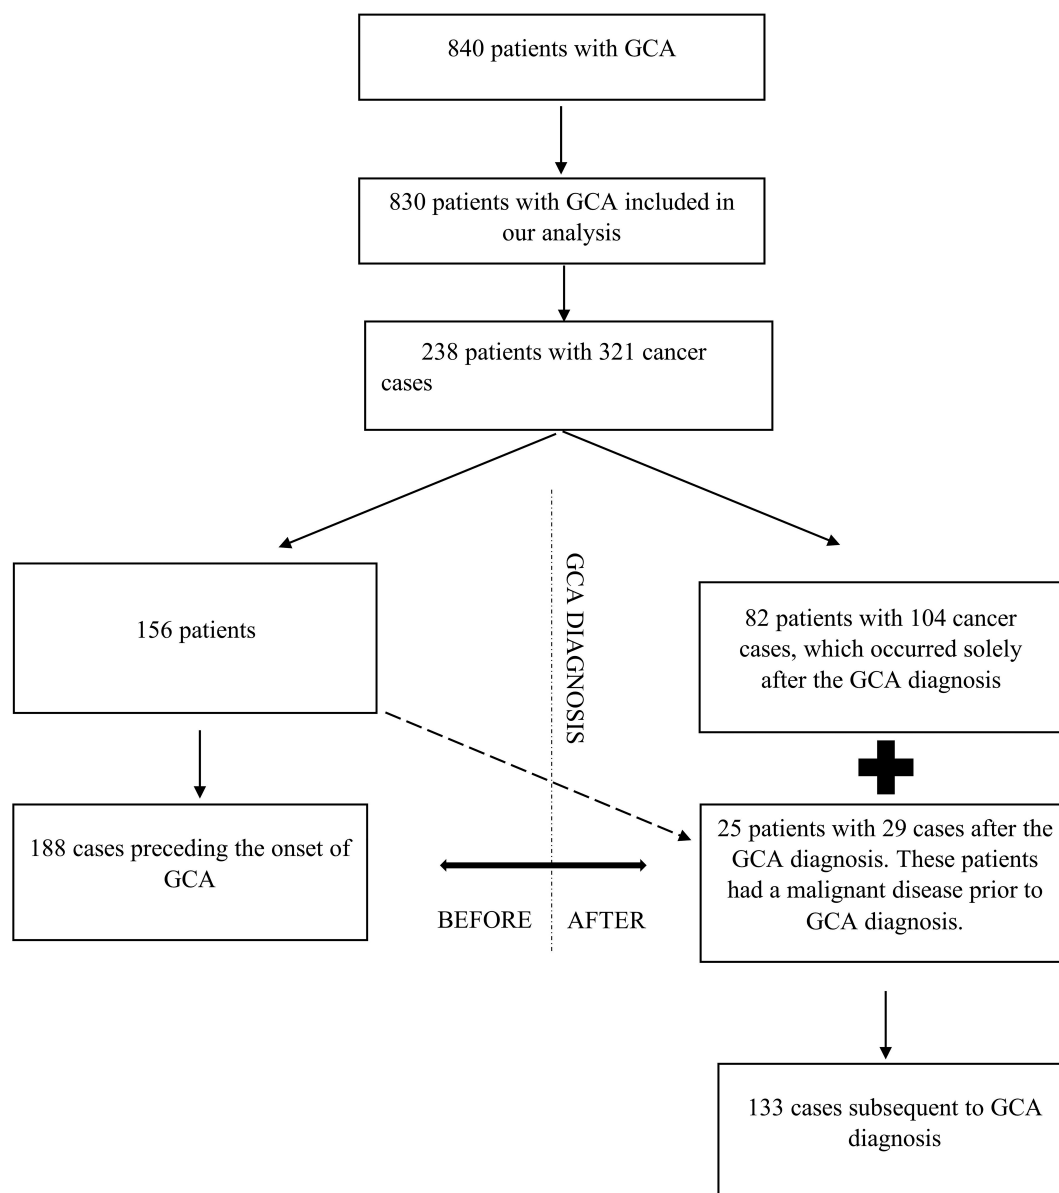 840 patients with GCA
830 patients with GCA included in
our analysis
238 patients with 321 cancer
cases
156 patients
GCA DIAGNOSIS
82 patients with 104 cancer
cases, which occurred solely
after the GCA diagnosis
188 cases preceding the onset of
GCA
25 patients with 29 cases after the
GCA diagnosis. These patients
had a malignant disease prior to
GCA diagnosis.
BEFORE
AFTER
133 cases subsequent to GCA
diagnosis